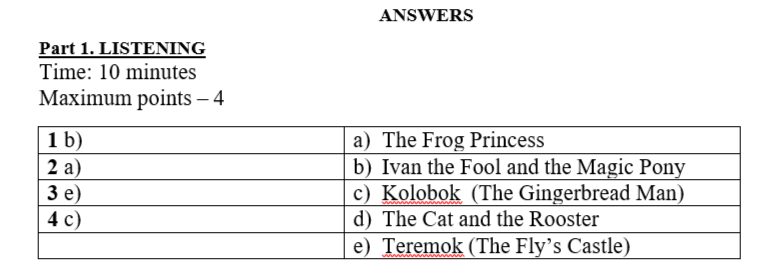 ANSWERS
Part 1. LISTENING
Time: 10 minutes
Maximum points – 4
1 b) a) The Frog Princess
2 a) b) Ivan the Fool and the Magic Pony
3 e) c) Kolobok (The Gingerbread Man)
4 c) d) The Cat and the Rooster
e) Teremok (The Fly's Castle)